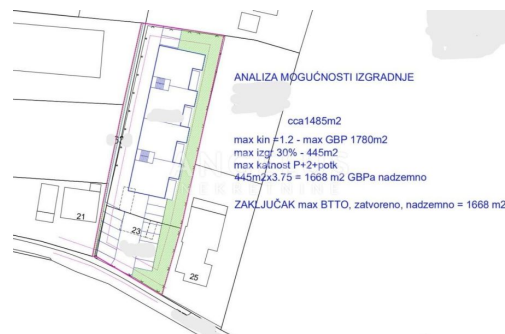 ANALIZA MOGUĆNOSTI IZGRADNJE
cca1485m2
max kin =1.2 - max GBP 1780m2
max izgr 30% - 445m2
max katnost P+2+potk
445m2x3.75 = 1668 m2 GBPa nadzemno
ZAKLJUČAK max BTTO, zatvoreno, nadzemno = 1668 m2
21
23
25